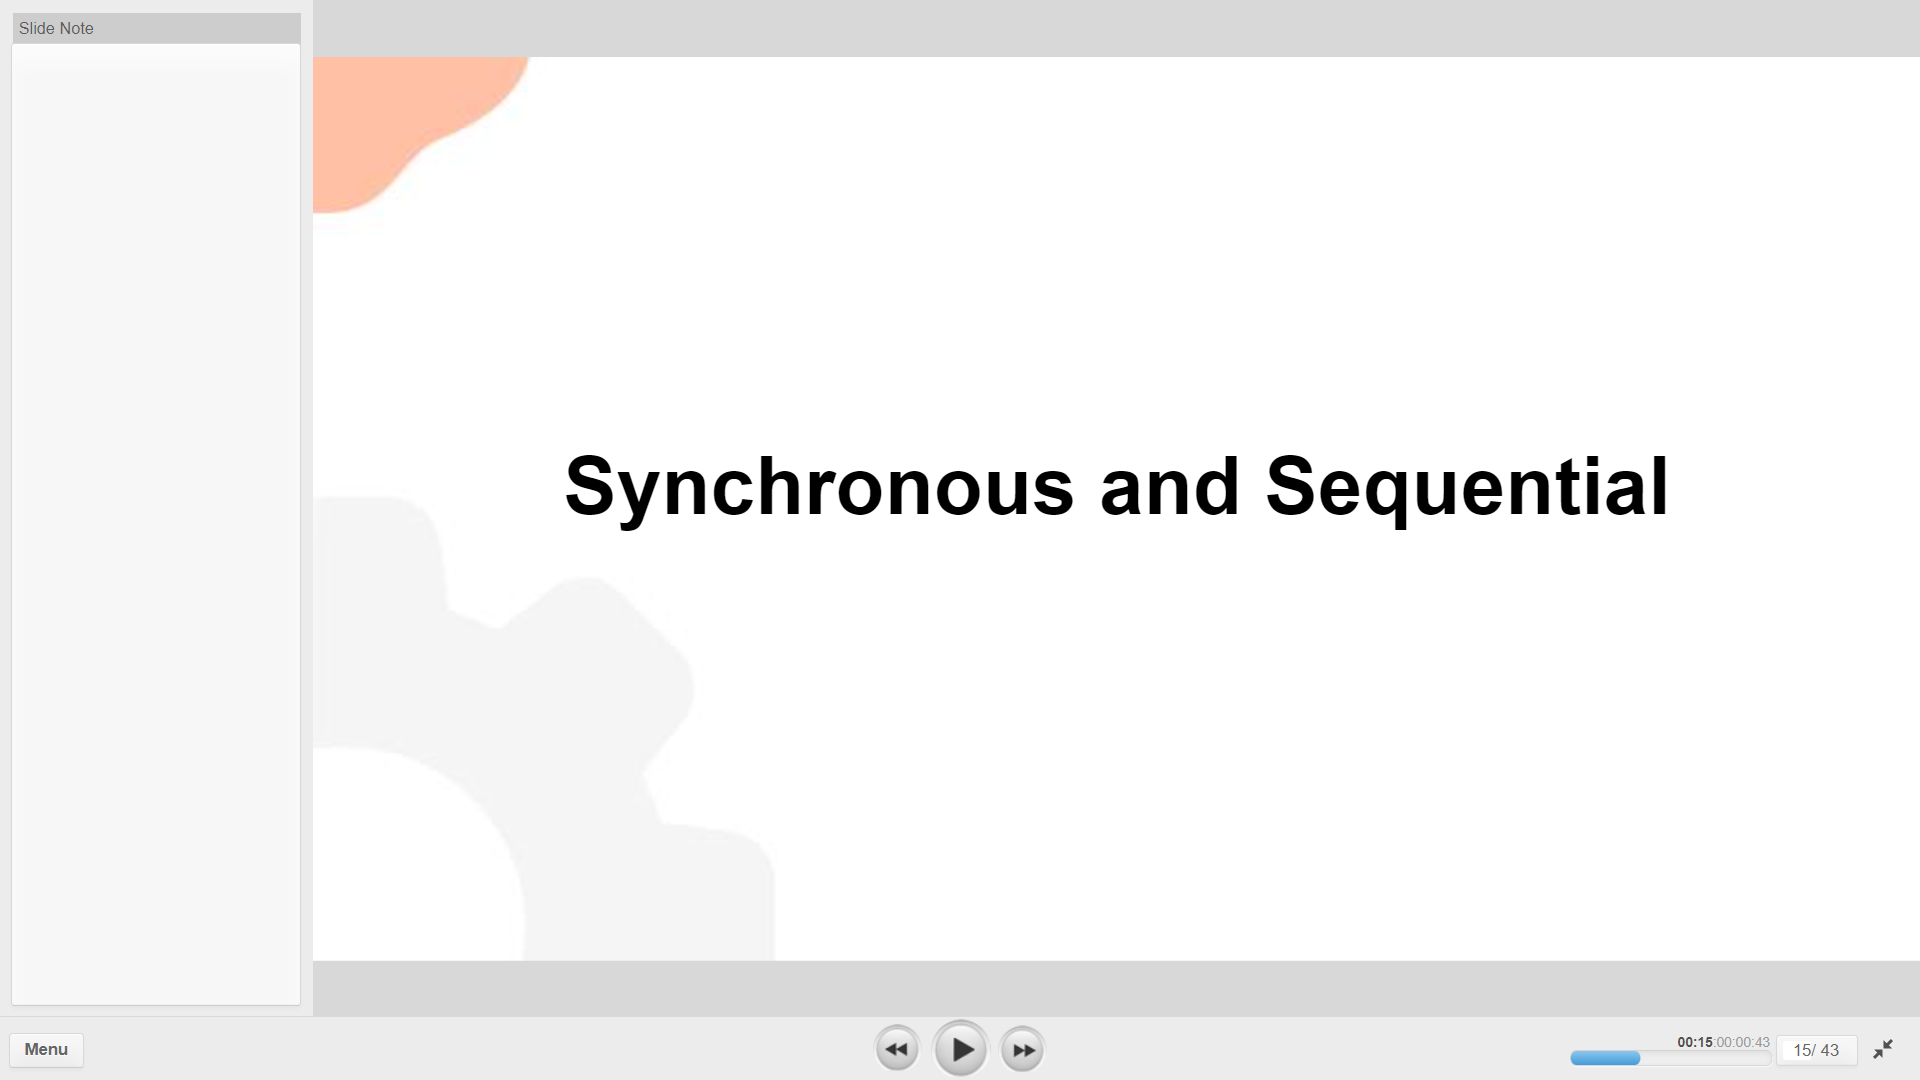 Slide Note
Synchronous and Sequential
Menu
00:15:00:00:43
15/ 43